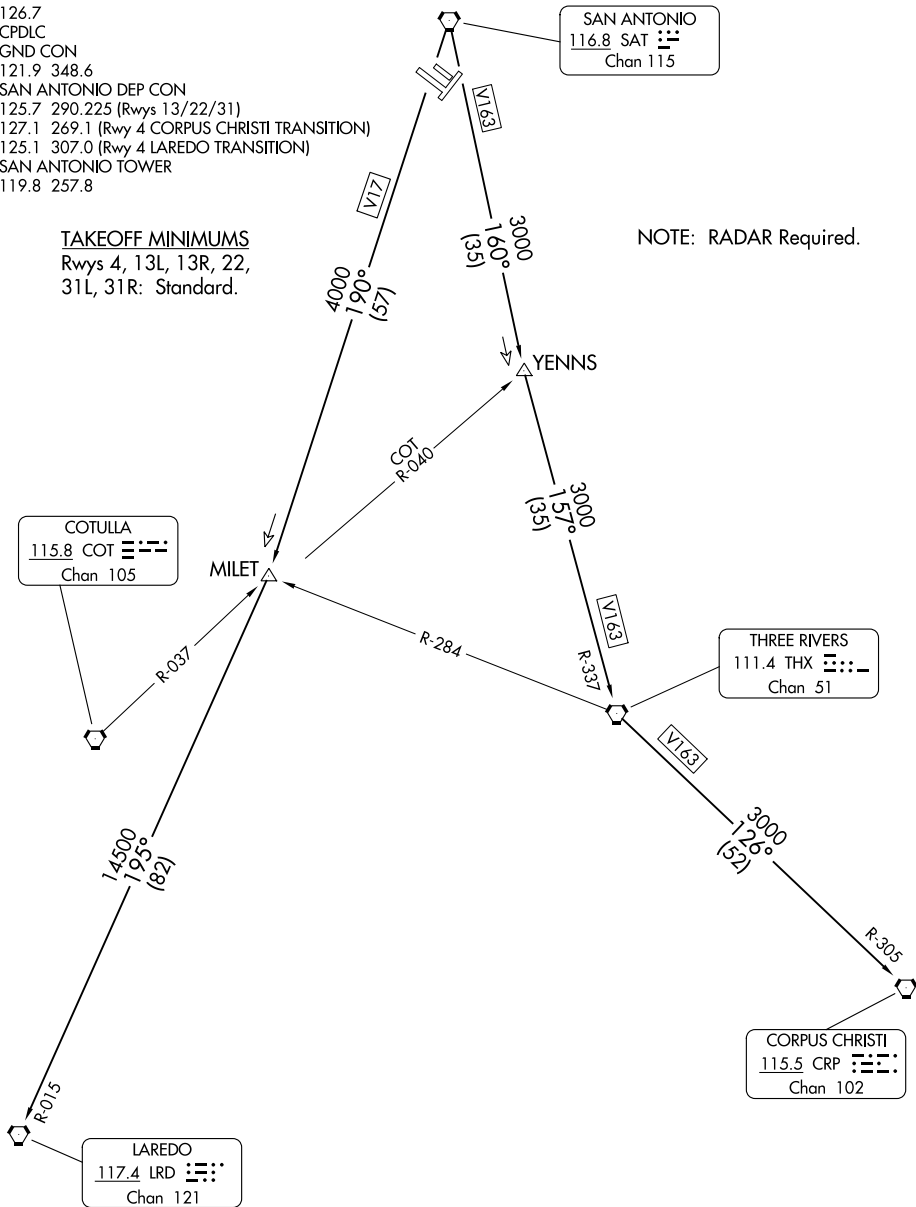 126.7
CPDLC
GND CON
121.9 348.6
SAN ANTONIO DEP CON
125.7 290.225 (Rwys 13/22/31)
127.1 269.1 (Rwy 4 CORPUS CHRISTI TRANSITION)
125.1 307.0 (Rwy 4 LAREDO TRANSITION)
SAN ANTONIO TOWER
119.8 257.8
SAN ANTONIO
116.8 SAT
Chan 115
V163
V17
TAKEOFF MINIMUMS
Rwys 4, 13L, 13R, 22,
31L, 31R: Standard.
NOTE: RADAR Required.
3000
160°
(35)
4000
190°
(57)
YENNS
COT
R-040
3000
157°
(35)
COTULLA
115.8 COT
Chan 105
MILET
R-037
R-284
V163
R-337
THREE RIVERS
111.4 THX
Chan 51
V163
3000
126°
(52)
14500
195°
(82)
R-305
CORPUS CHRISTI
115.5 CRP
Chan 102
R-015
LAREDO
117.4 LRD
Chan 121